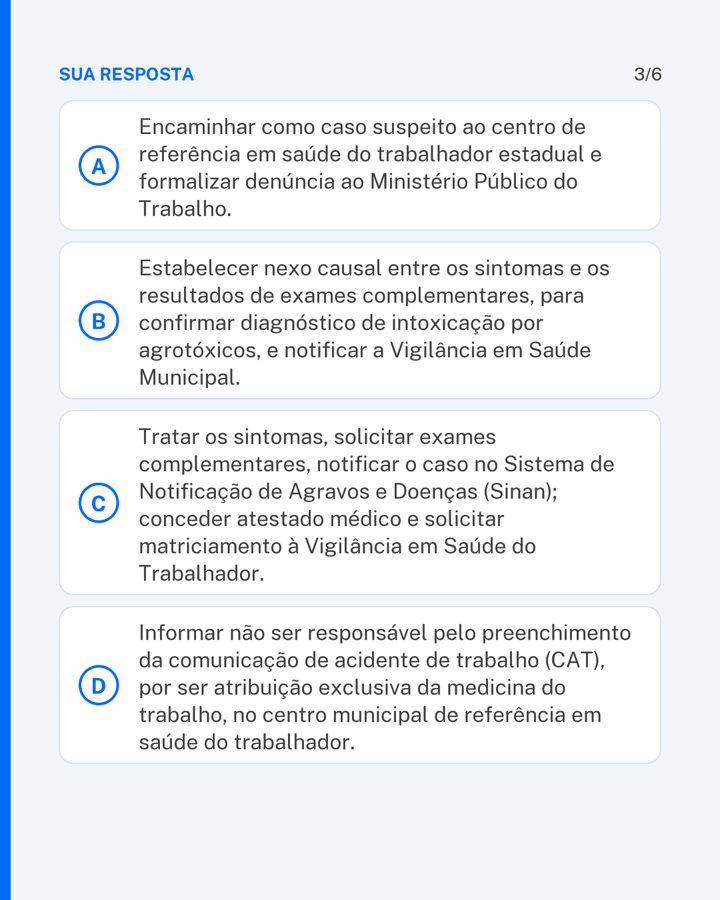 SUA RESPOSTA
3/6
A
Encaminhar como caso suspeito ao centro de
referência em saúde do trabalhador estadual e
formalizar denúncia ao Ministério Público do
Trabalho.
B
Estabelecer nexo causal entre os sintomas e os
resultados de exames complementares, para
confirmar diagnóstico de intoxicação por
agrotóxicos, e notificar a Vigilância em Saúde
Municipal.
C
Tratar os sintomas, solicitar exames
complementares, notificar o caso no Sistema de
Notificação de Agravos e Doenças (Sinan);
conceder atestado médico e solicitar
matriciamento à Vigilância em Saúde do
Trabalhador.
D
Informar não ser responsável pelo preenchimento
da comunicação de acidente de trabalho (CAT),
por ser atribuição exclusiva da medicina do
trabalho, no centro municipal de referência em
saúde do trabalhador.